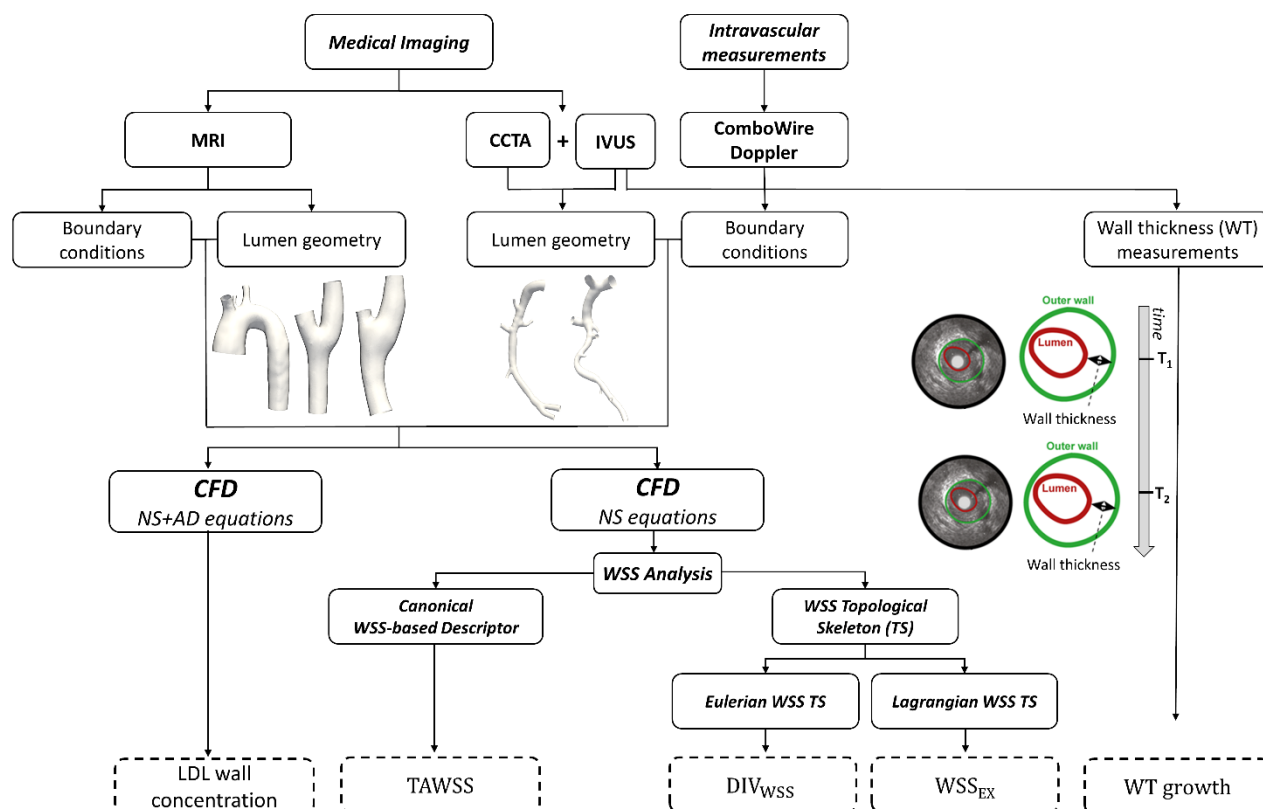 Medical Imaging
Intravascular
measurements
MRI
CCTA
+
IVUS
ComboWire
Doppler
Boundary
conditions
Lumen geometry
Lumen geometry
Boundary
conditions
Wall thickness (WT)
measurements
Outer wall
Lumen
Wall thickness
time
T1
Outer wall
Lumen
Wall thickness
T2
CFD
NS+AD equations
CFD
NS equations
WSS Analysis
Canonical
WSS-based Descriptor
WSS Topological
Skeleton (TS)
Eulerian WSS TS
Lagrangian WSS TS
LDL wall
concentration
TAWSS
DIVWSS
WSSEX
WT growth